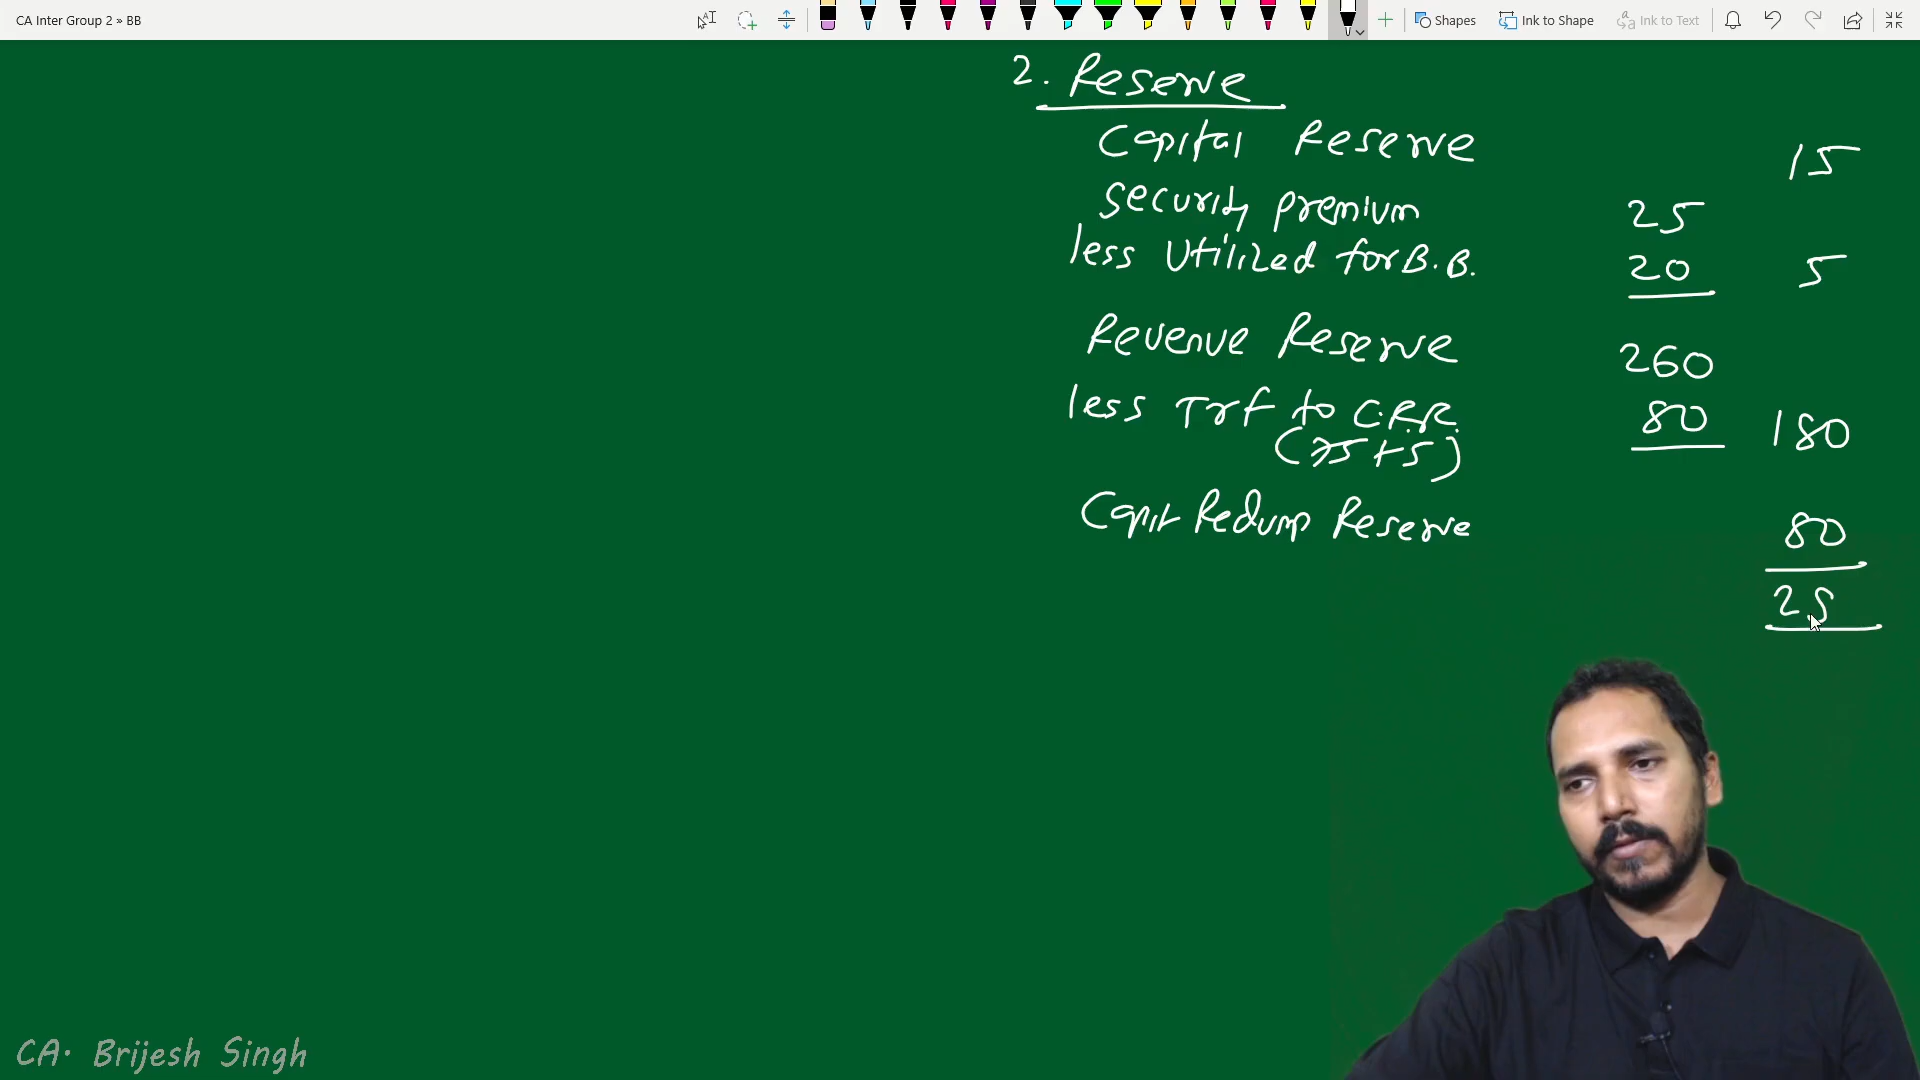 CA Inter Group 2 » BB
Shapes Ink to Shape Ink to Text
2. Reserve
Capital Reserve 15
Security premium 25
less Utilized for B.B. 20 5
Revenue Reserve 260
less Trf to C.R.R. 80 180
(75+5)
Capit Redump Reserve
80
28
CA. Brijesh Singh